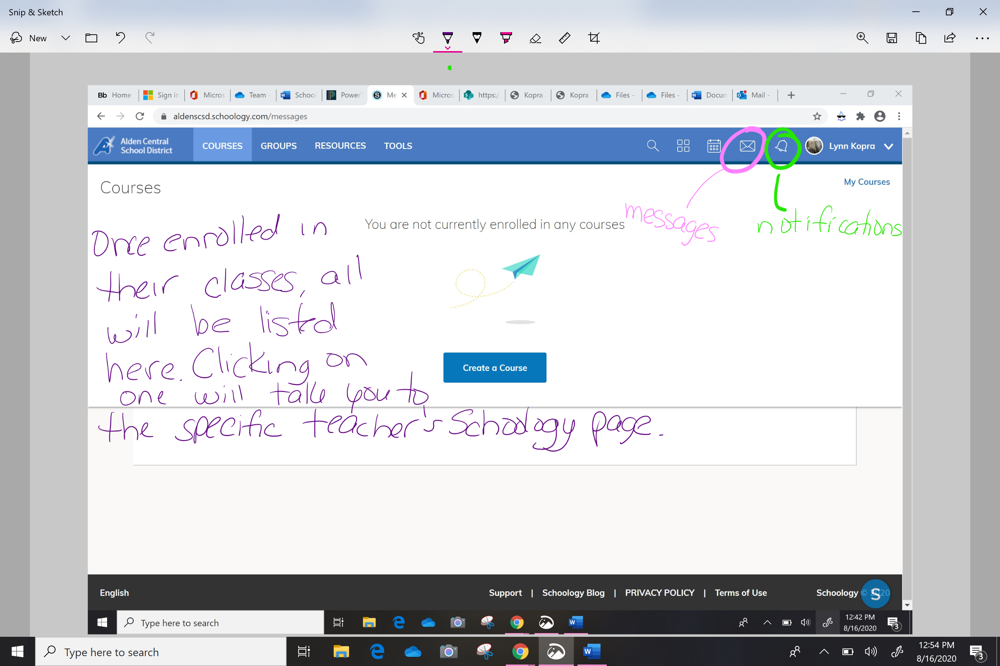 Snip & Sketch
New
Bb Home
Sign in
Micros
Team -
School
PowerT
Me
Micros
https:/
Kopra
Kopra
Files -
Files -
Docum
Mail -
aldenscsd.schoology.com/messages
Alden Central
School District
COURSES
GROUPS
RESOURCES
TOOLS
Lynn Kopra
Courses
My Courses
messages
notifications
You are not currently enrolled in any courses
Once enrolled in
their classes, all
will be listed
here. Clicking on
one will take you to
the specific teacher's Schoology page.
Create a Course
English
Support | Schoology Blog | PRIVACY POLICY | Terms of Use
Schoology © 2020
S
Type here to search
12:42 PM
8/16/2020
3
Type here to search
12:54 PM
8/16/2020
3